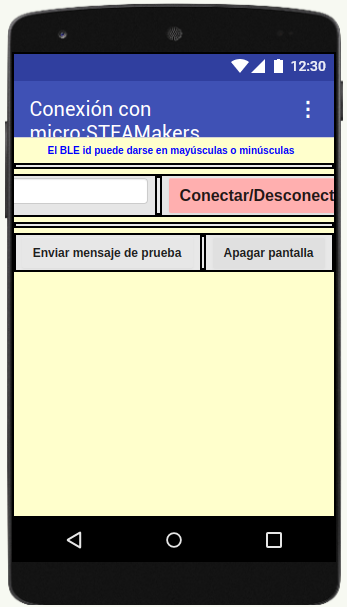 12:30
Conexión con
micro:STEAMakers
El BLE id puede darse en mayúsculas o minúsculas
Conectar/Desconect
Enviar mensaje de prueba
Apagar pantalla